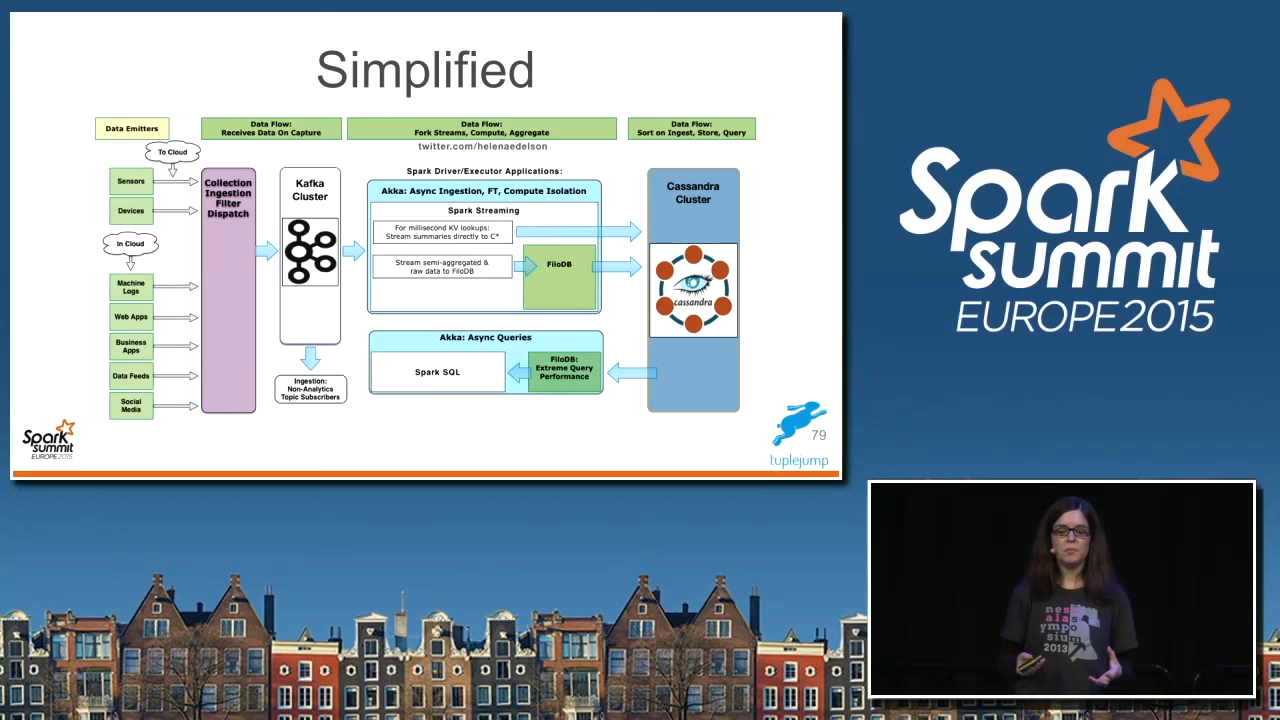 Simplified
Data Emitters
Data Flow:
Receives Data On Capture
Data Flow:
Fork Streams, Compute, Aggregate
Data Flow:
Sort on Ingest, Store, Query
twitter.com/helenaedelson
To Cloud
Sensors
Devices
In Cloud
Machine
Logs
Web Apps
Business
Apps
Data Feeds
Social
Media
Collection
Ingestion
Filter
Dispatch
Kafka
Cluster
Ingestion:
Non-Analytics
Topic Subscribers
Spark Driver/Executor Applications:
Akka: Async Ingestion, FT, Compute Isolation
Spark Streaming
For millisecond KV lookups:
Stream summaries directly to C*
Stream semi-aggregated &
raw data to FiloDB
FiloDB
Akka: Async Queries
Spark SQL
FiloDB:
Extreme Query
Performance
Cassandra
Cluster
cassandra
Spark
summit
EUROPE2015
79
tuplejump
Spark
summit
EUROPE2015
ympo
sium
2013